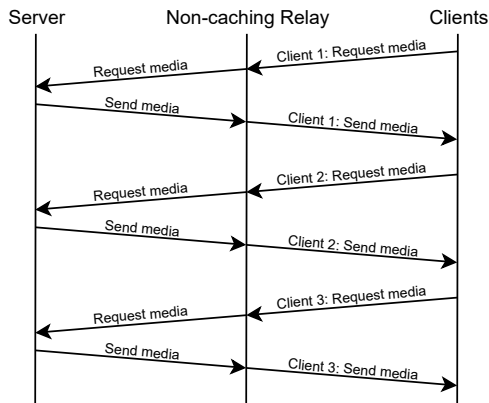 Server
Non-caching Relay
Clients
Client 1: Request media
Request media
Send media
Client 1: Send media
Client 2: Request media
Request media
Send media
Client 2: Send media
Client 3: Request media
Request media
Send media
Client 3: Send media